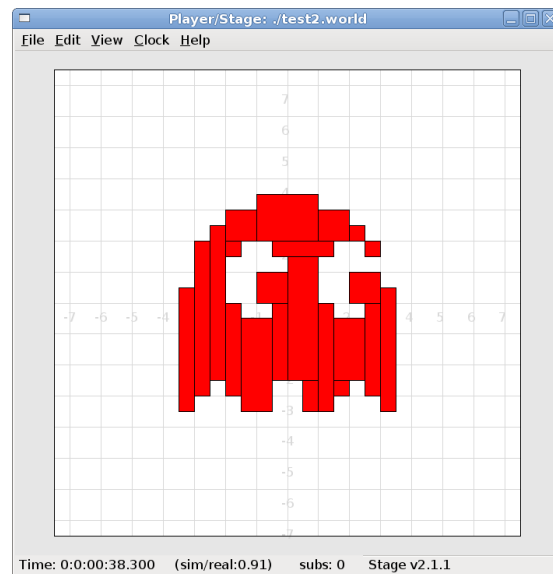 Player/Stage: ./test2.world
File Edit View Clock Help
7
6
5
4
-7 -6 -5 -4 2 4 5 6 7
-3
-4
-5
-6
-7
Time: 0:0:00:38.300 (sim/real:0.91) subs: 0 Stage v2.1.1